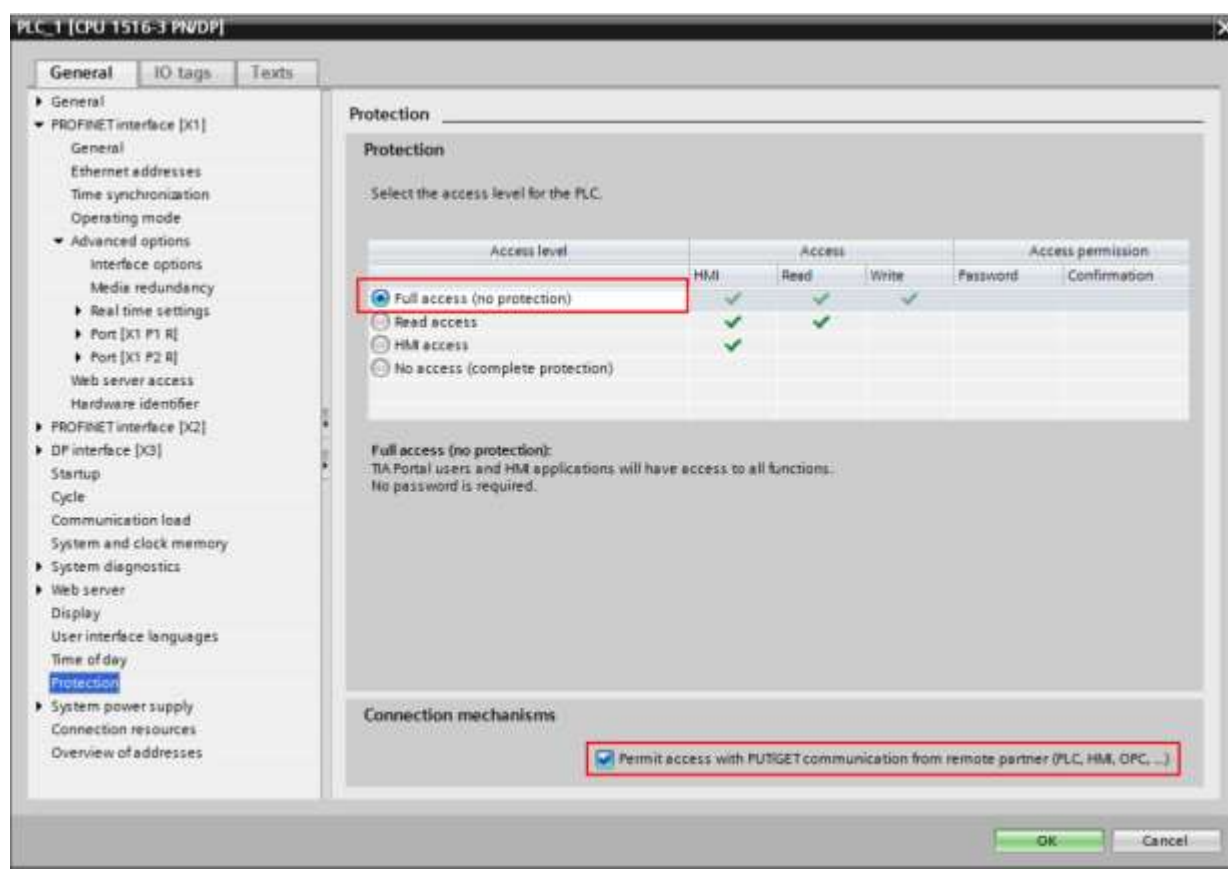 PLC_1 [CPU 1516-3 PN/DP]
General IO tags Texts
General
PROFINET interface [X1]
General
Ethernet addresses
Time synchronization
Operating mode
Advanced options
Interface options
Media redundancy
Real time settings
Port [X1 P1 R]
Port [X1 P2 R]
Web server access
Hardware identifier
PROFINET interface [X2]
DP interface [X3]
Startup
Cycle
Communication load
System and clock memory
System diagnostics
Web server
Display
User interface languages
Time of day
Protection
System power supply
Connection resources
Overview of addresses
Protection
Protection
Select the access level for the PLC.
Access level Access Access permission
HMI Read Write Password Confirmation
Full access (no protection)
Read access
HMI access
No access (complete protection)
Full access (no protection):
TIA Portal users and HMI applications will have access to all functions.
No password is required.
Connection mechanisms
Permit access with PUT/GET communication from remote partner (PLC, HMI, OPC, ...)
OK Cancel